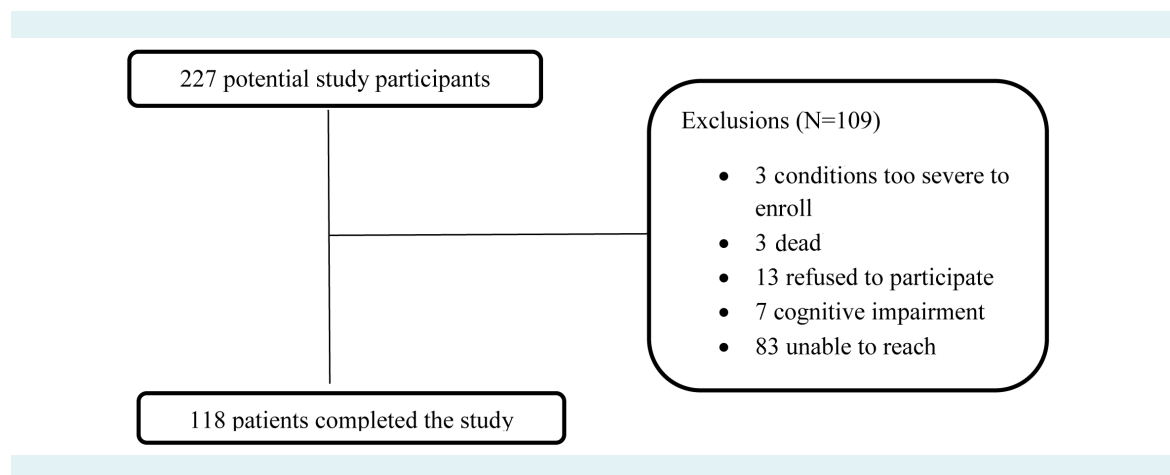 227 potential study participants
Exclusions (N=109)
• 3 conditions too severe to
enroll
• 3 dead
• 13 refused to participate
• 7 cognitive impairment
• 83 unable to reach
118 patients completed the study